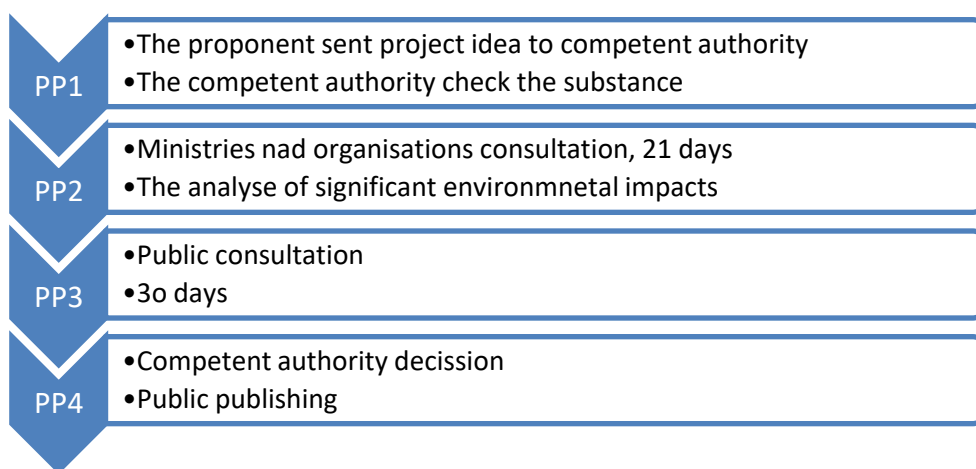 PP1
•The proponent sent project idea to competent authority
•The competent authority check the substance
PP2
•Ministries nad organisations consultation, 21 days
•The analyse of significant environmnetal impacts
PP3
•Public consultation
•3o days
PP4
•Competent authority decission
•Public publishing